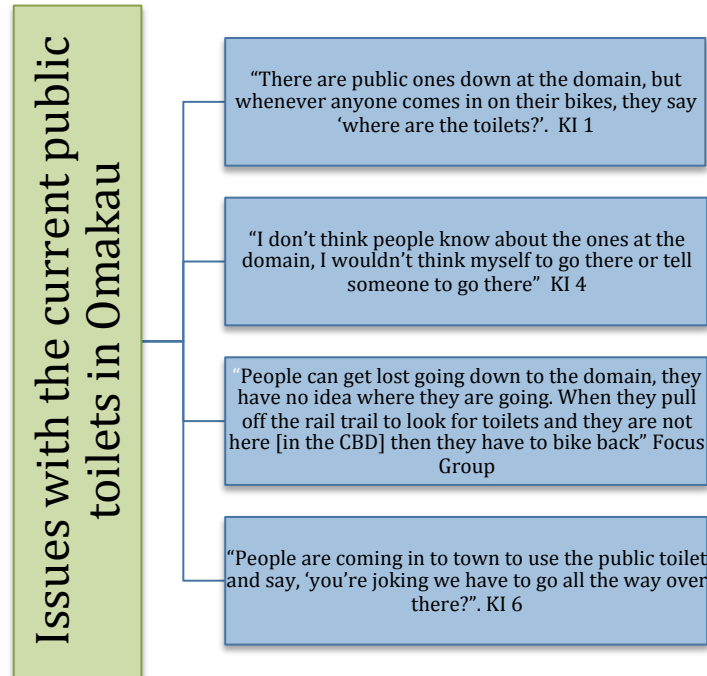 Issues with the current public
toilets in Omakau
“There are public ones down at the domain, but
whenever anyone comes in on their bikes, they say
‘where are the toilets?’.  KI 1
“I don’t think people know about the ones at the
domain, I wouldn’t think myself to go there or tell
someone to go there”  KI 4
“People can get lost going down to the domain, they
have no idea where they are going. When they pull
off the rail trail to look for toilets and they are not
here [in the CBD] then they have to bike back” Focus
Group
“People are coming in to town to use the public toilet
and say, ‘you’re joking we have to go all the way over
there?”. KI 6